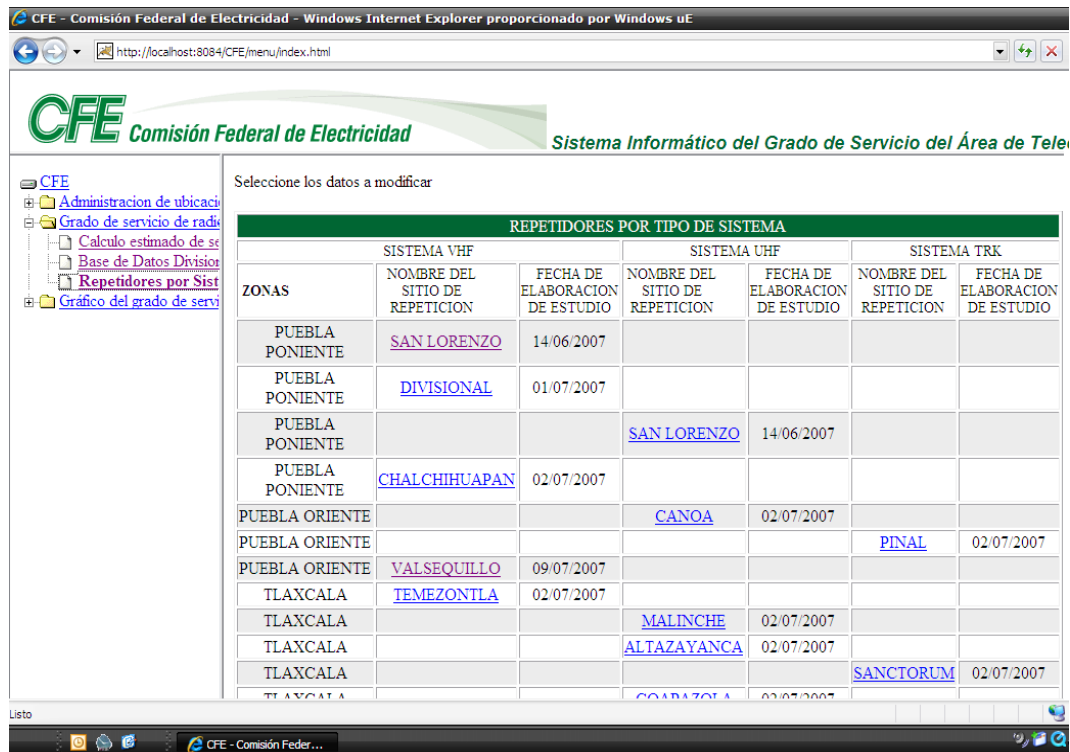 CFE - Comisión Federal de Electricidad - Windows Internet Explorer proporcionado por Windows uE
http://localhost:8084/CFE/menu/index.html
CFE Comisión Federal de Electricidad
Sistema Informático del Grado de Servicio del Área de Tele
CFE
Administracion de ubicaci
Grado de servicio de radi
Calculo estimado de se
Base de Datos Division
Repetidores por Sist
Gráfico del grado de servi
Seleccione los datos a modificar
REPETIDORES POR TIPO DE SISTEMA
SISTEMA VHF SISTEMA UHF SISTEMA TRK
ZONAS
NOMBRE DEL SITIO DE REPETICION
FECHA DE ELABORACION DE ESTUDIO
NOMBRE DEL SITIO DE REPETICION
FECHA DE ELABORACION DE ESTUDIO
NOMBRE DEL SITIO DE REPETICION
FECHA DE ELABORACION DE ESTUDIO
PUEBLA PONIENTE SAN LORENZO 14/06/2007
PUEBLA PONIENTE DIVISIONAL 01/07/2007
PUEBLA PONIENTE SAN LORENZO 14/06/2007
PUEBLA PONIENTE CHALCHIHUAPAN 02/07/2007
PUEBLA ORIENTE CANOA 02/07/2007
PUEBLA ORIENTE PINAL 02/07/2007
PUEBLA ORIENTE VALSEQUILLO 09/07/2007
TLAXCALA TEMEZONTLA 02/07/2007
TLAXCALA MALINCHE 02/07/2007
TLAXCALA ALTAZAYANCA 02/07/2007
TLAXCALA SANCTORUM 02/07/2007
TLAXCALA 02/07/2007
Listo
CFE - Comisión Feder...